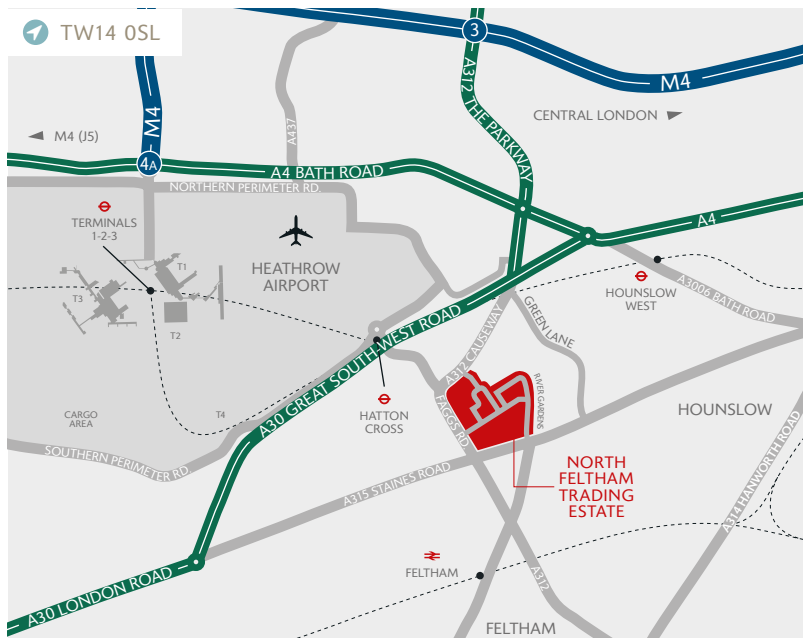 TW14 0SL
3
M4
A312 THE PARKWAY
CENTRAL LONDON
M4 (J5)
M4
A437
4A
A4 BATH ROAD
NORTHERN PERIMETER RD.
TERMINALS
1-2-3
A4
T1
HEATHROW
AIRPORT
T3
T2
HOUNSLOW
WEST
A3006 BATH ROAD
GREEN LANE
A312 CAUSEWAY
A30 GREAT SOUTH-WEST ROAD
HATTON
CROSS
FAGGS RD
RIVER GARDENS
CARGO
AREA
T4
HOUNSLOW
SOUTHERN PERIMETER RD
A315 STAINES ROAD
NORTH
FELTHAM
TRADING
ESTATE
A314 HANWORTH ROAD
FELTHAM
A312
A30 LONDON ROAD
FELTHAM